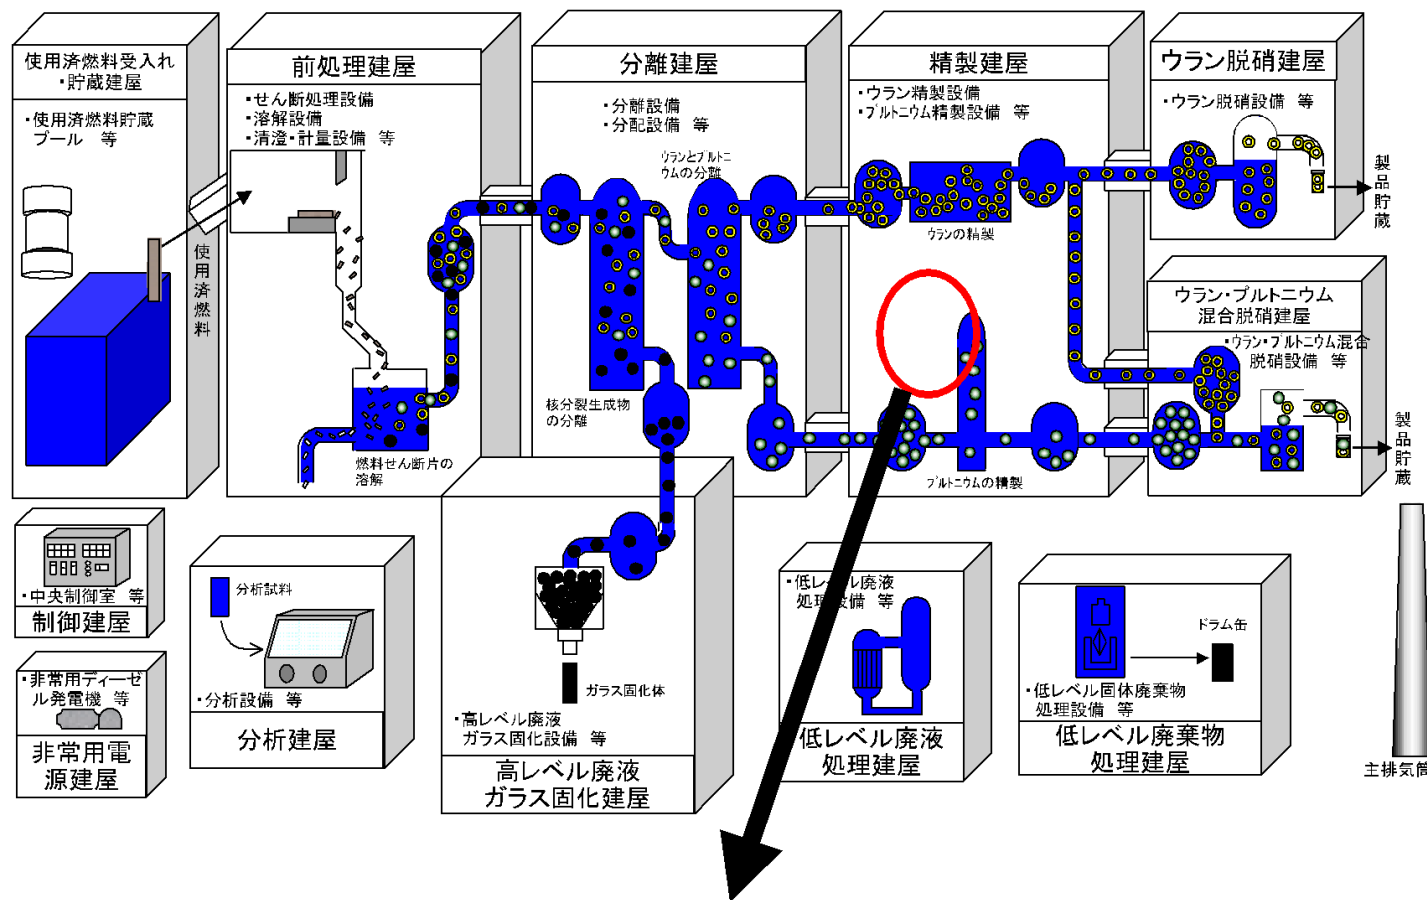 使用済燃料受入れ
・貯蔵建屋
・使用済燃料貯蔵
プール 等
使用済燃料
前処理建屋
・せん断処理設備
・溶解設備
・清澄・計量設備 等
燃料せん断片の
溶解
分離建屋
・分離設備
・分配設備 等
ウランとプルトニ
ウムの分離
核分裂生成物
の分離
精製建屋
・ウラン精製設備
・プルトニウム精製設備 等
ウランの精製
プルトニウムの精製
ウラン脱硝建屋
・ウラン脱硝設備 等
製品貯蔵
ウラン・プルトニウム
混合脱硝建屋
・ウラン・プルトニウム混合
脱硝設備 等
製品貯蔵
・中央制御室 等
制御建屋
・非常用ディーゼ
ル発電機 等
非常用電
源建屋
分析試料
・分析設備 等
分析建屋
ガラス固化体
・高レベル廃液
ガラス固化設備 等
高レベル廃液
ガラス固化建屋
・低レベル廃液
処理設備 等
低レベル廃液
処理建屋
ドラム缶
・低レベル固体廃棄物
処理設備 等
低レベル廃棄物
処理建屋
主排気筒